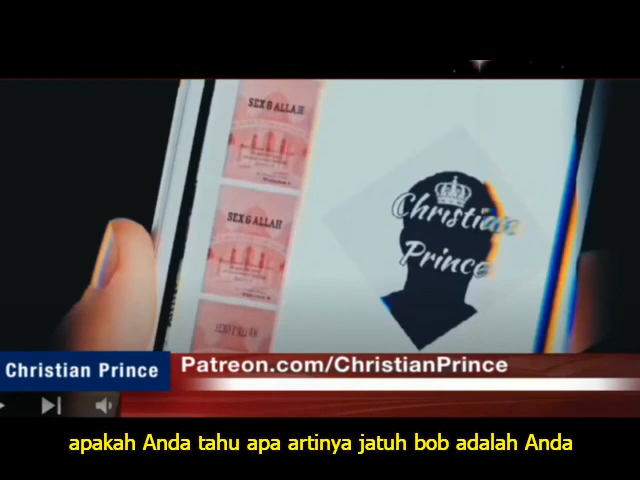 SEX & ALLAH
SEX & ALLAH
SEX & ALLAH
Christian
Prince
Christian Prince
Patreon.com/ChristianPrince
apakah Anda tahu apa artinya jatuh bob adalah Anda